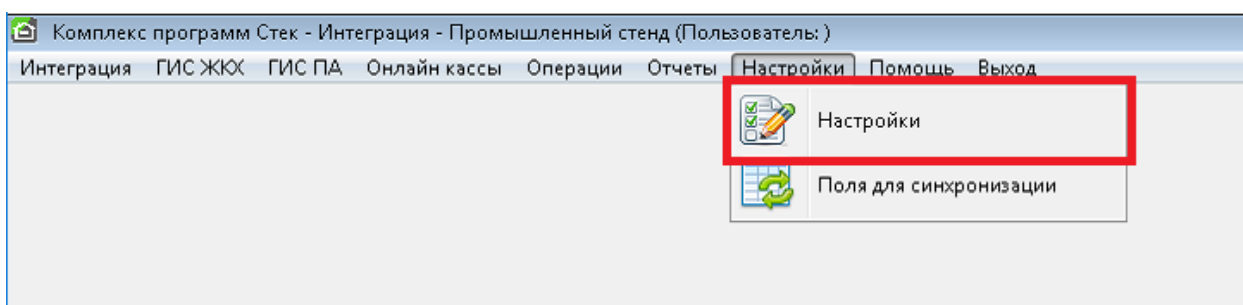 Комплекс программ Стек - Интеграция - Промышленный стенд (Пользователь: )
Интеграция ГИС ЖКХ ГИС ПА Онлайн кассы Операции Отчеты Настройки Помощь Выход
Настройки
Поля для синхронизации